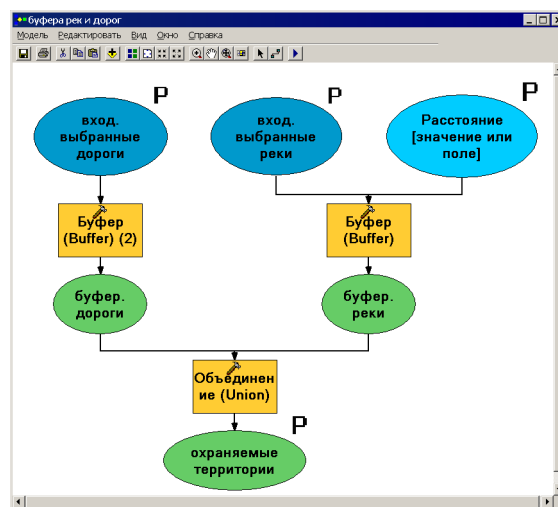 буфера рек и дорог
Модель Редактировать Вид Окно Справка
P
P
P
вход.
выбранные
дороги
вход.
выбранные
реки
Расстояние
[значение или
поле]
Буфер
(Buffer) (2)
Буфер
(Buffer)
буфер.
дороги
буфер.
реки
Объединен
ие (Union)
P
охраняемые
территории